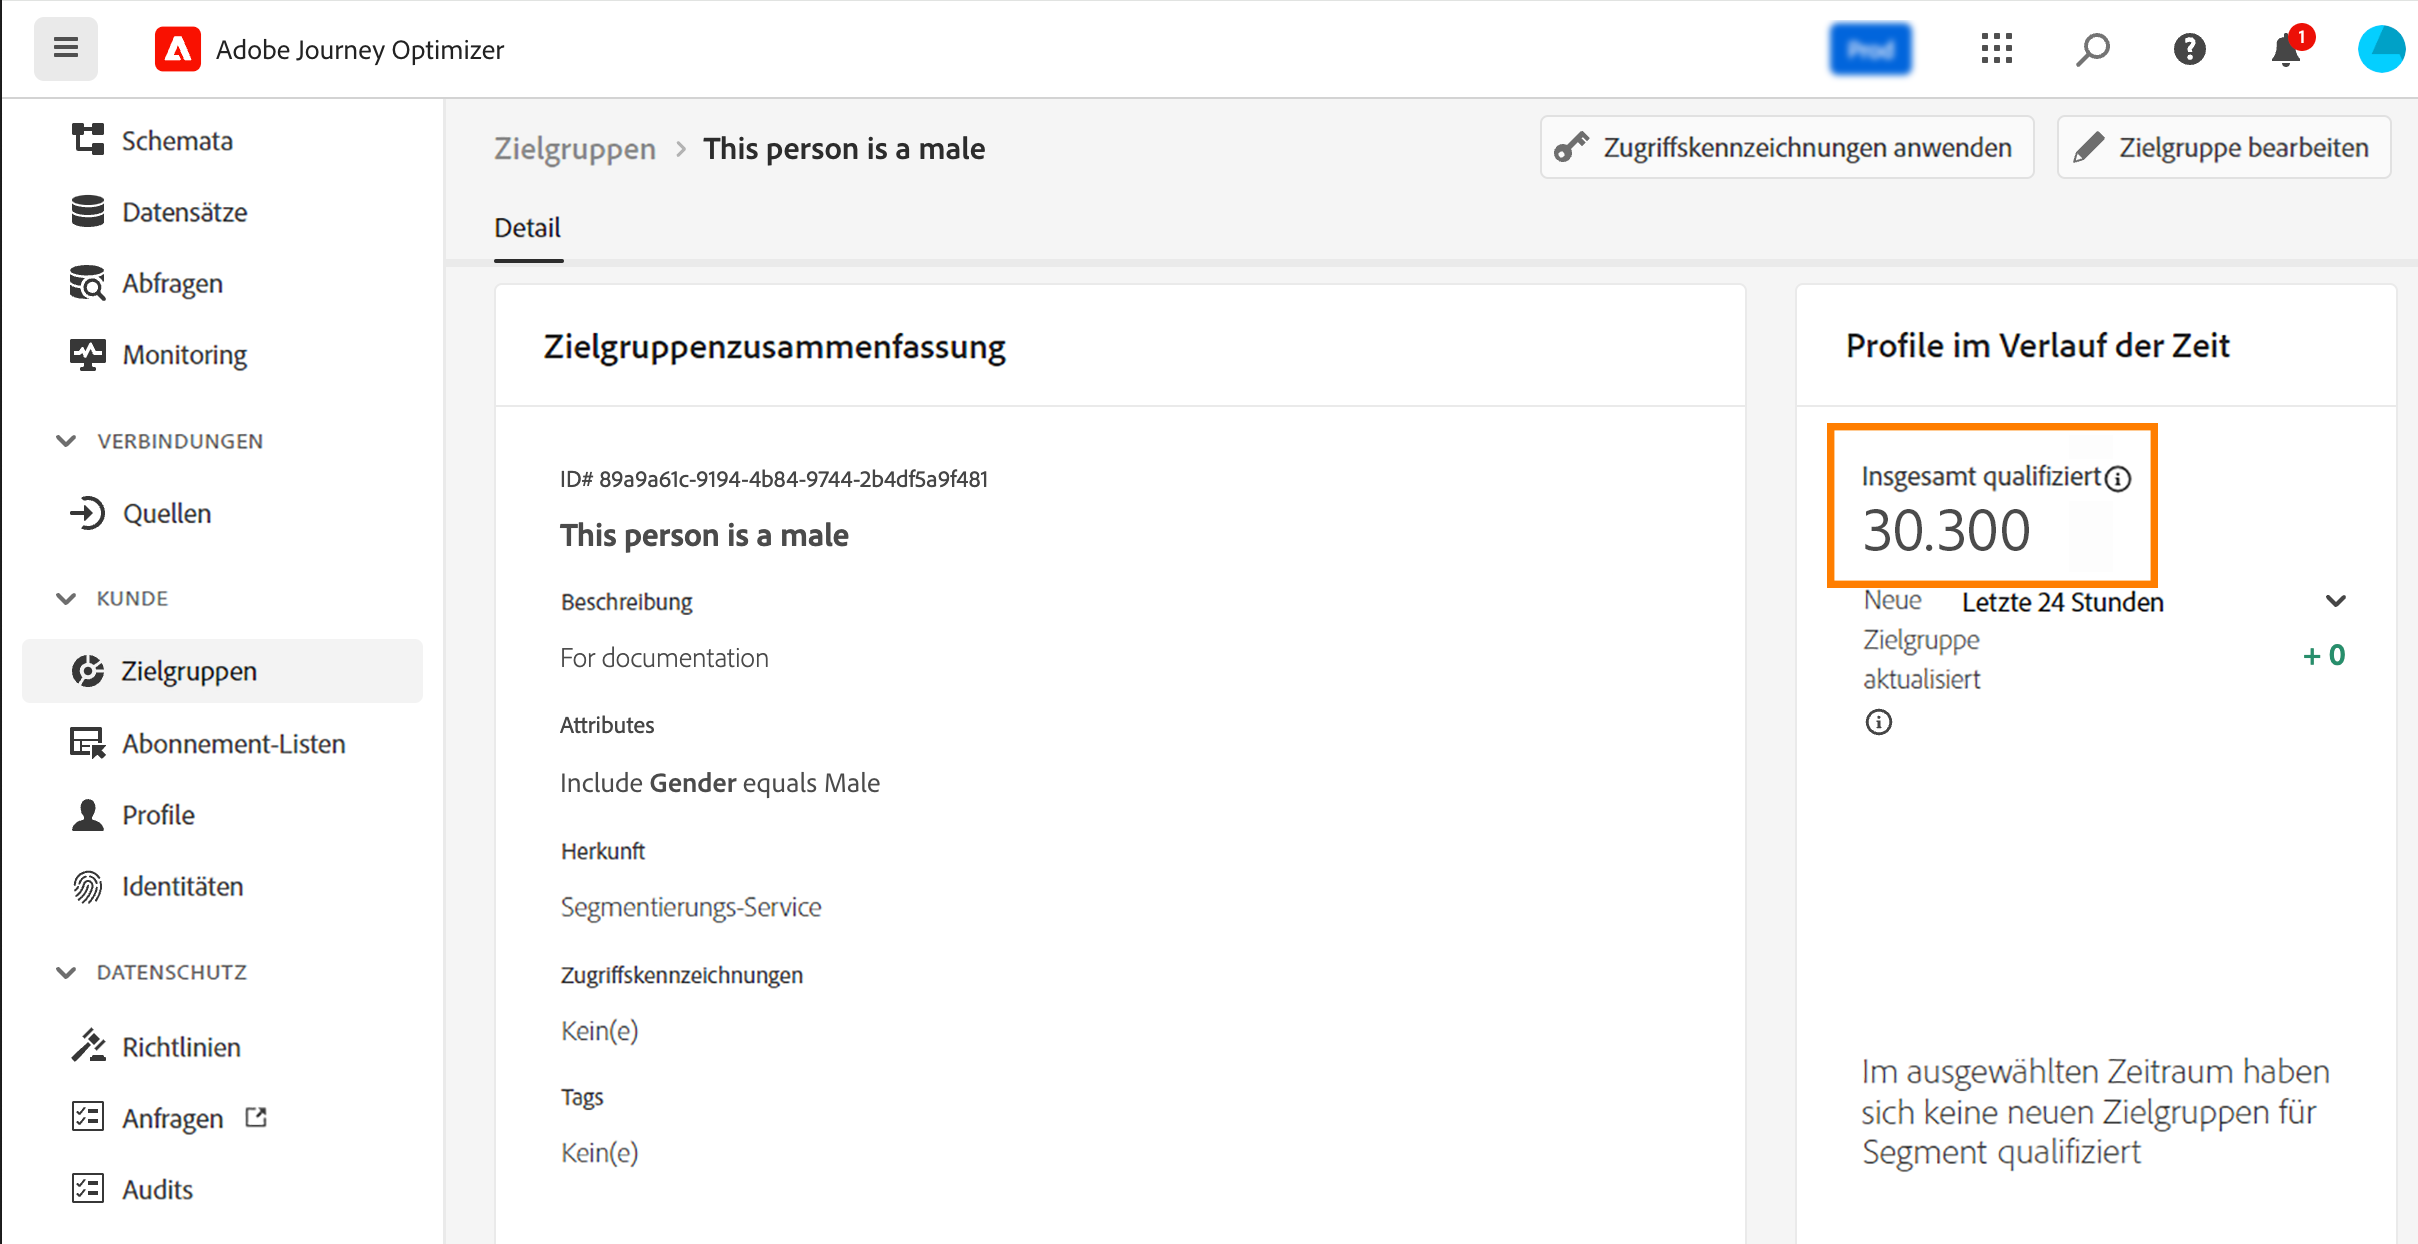 Adobe Journey Optimizer
Prod
1
Schemata
Datensätze
Abfragen
Monitoring
VERBINDUNGEN
Quellen
KUNDE
Zielgruppen
Abonnement-Listen
Profile
Identitäten
DATENSCHUTZ
Richtlinien
Anfragen
Audits
Zielgruppen > This person is a male
Zugriffskennzeichnungen anwenden
Zielgruppe bearbeiten
Detail
Zielgruppenzusammenfassung
ID# 89a9a61c-9194-4b84-9744-2b4df5a9f481
This person is a male
Beschreibung
For documentation
Attributes
Include Gender equals Male
Herkunft
Segmentierungs-Service
Zugriffskennzeichnungen
Kein(e)
Tags
Kein(e)
Profile im Verlauf der Zeit
Insgesamt qualifiziert
30.300
Neue
Zielgruppe
aktualisiert
Letzte 24 Stunden
+ 0
Im ausgewählten Zeitraum haben
sich keine neuen Zielgruppen für
Segment qualifiziert